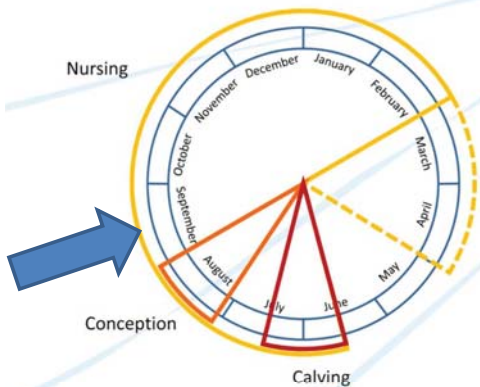 Nursing
January
February
March
April
May
June
July
August
September
October
November
December
Conception
Calving